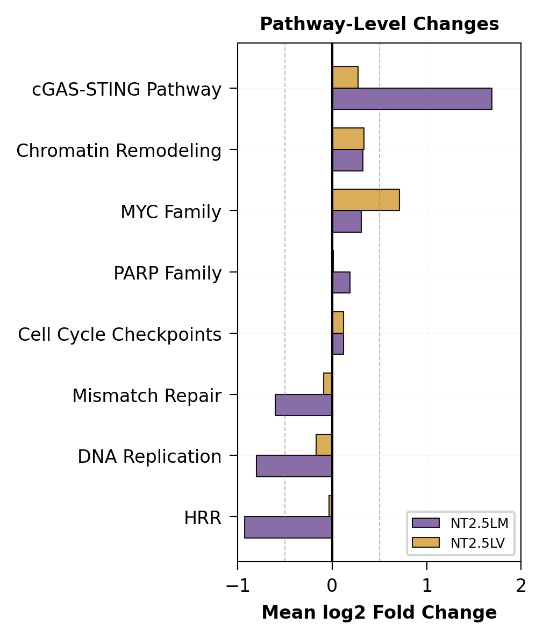 Pathway-Level Changes
cGAS-STING Pathway
Chromatin Remodeling
MYC Family
PARP Family
Cell Cycle Checkpoints
Mismatch Repair
DNA Replication
HRR
NT2.5LM
NT2.5LV
−1 0 1 2
Mean log2 Fold Change